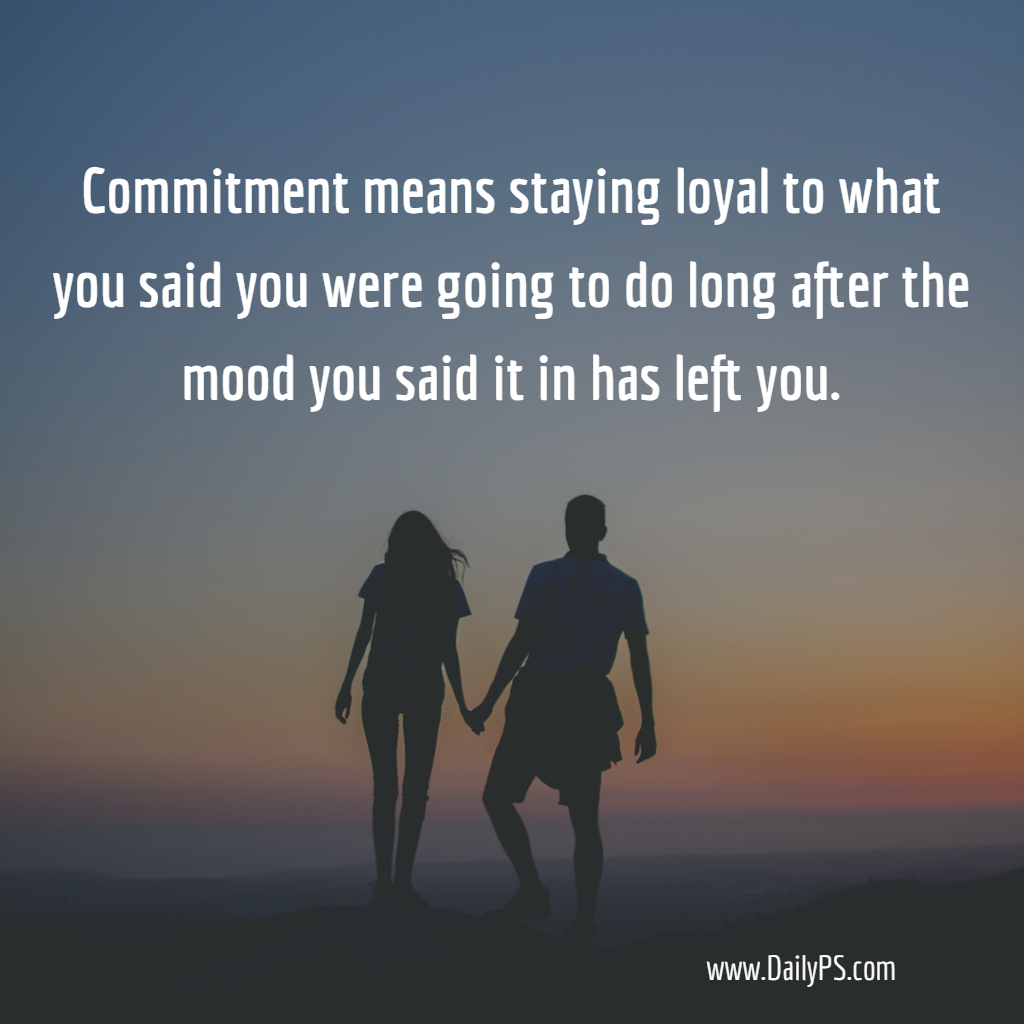 Commitment means staying loyal to what
you said you were going to do long after the
mood you said it in has left you.
www.DailyPS.com